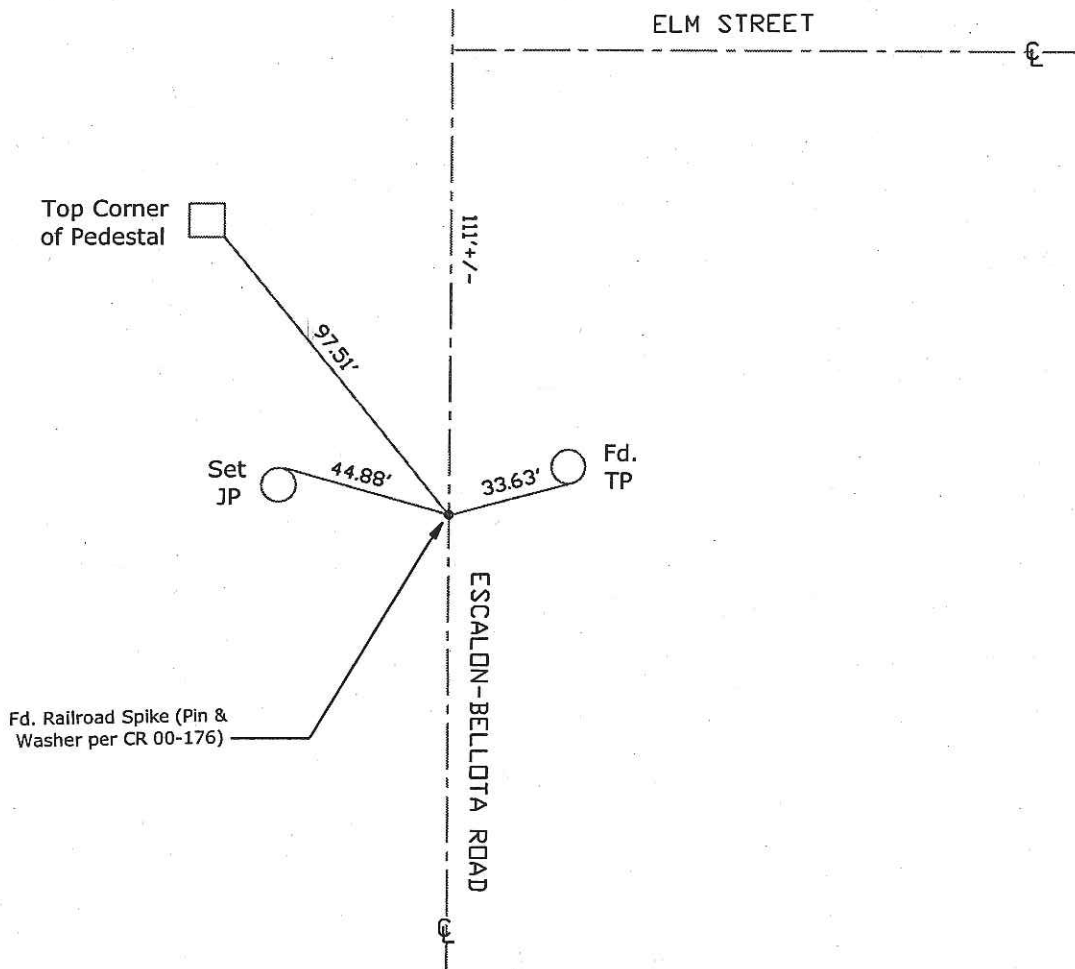 ELM STREET
℄
Top Corner
of Pedestal
111'+/-
97.51'
Set
JP
44.88'
33.63'
Fd.
TP
Fd. Railroad Spike (Pin &
Washer per CR 00-176)
ESCALON-BELLOTA ROAD
℄